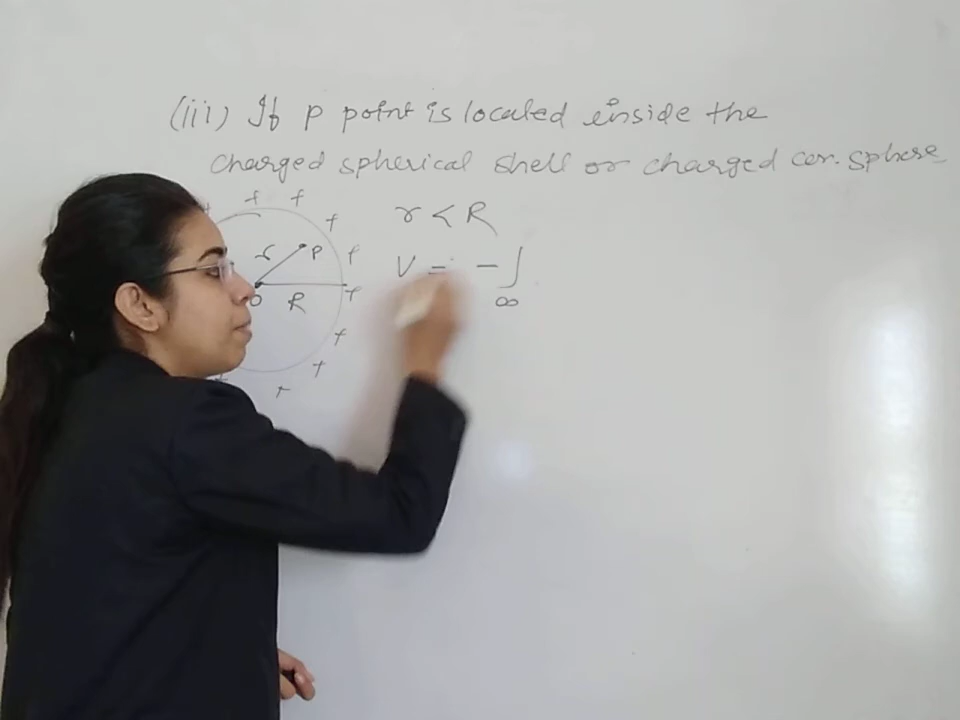 (iii) If P point is located inside the
charged spherical shell or charged con. sphere
r < R
V = - ∫
∞
r P
O R
+ + + + + + + + +